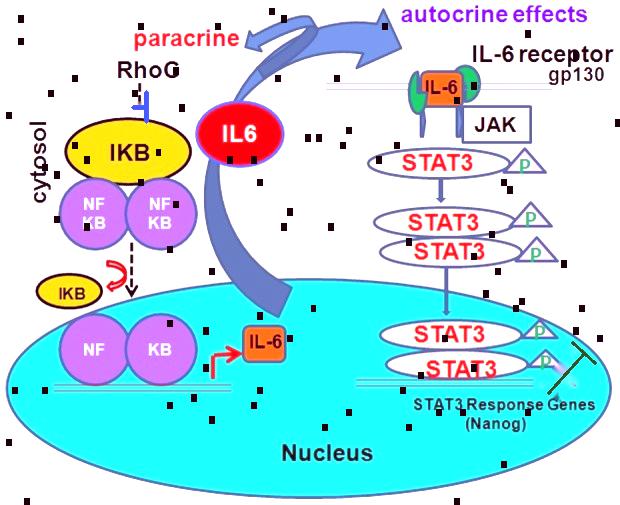 autocrine effects
paracrine
RhoG
IL-6 receptor
gp130
IL-6
JAK
cytosol
IKB
IL6
STAT3
P
NF
KB
NF
KB
STAT3
P
STAT3
P
IKB
NF
KB
IL-6
STAT3
P
STAT3
P
STAT3 Response Genes
(Nanog)
Nucleus